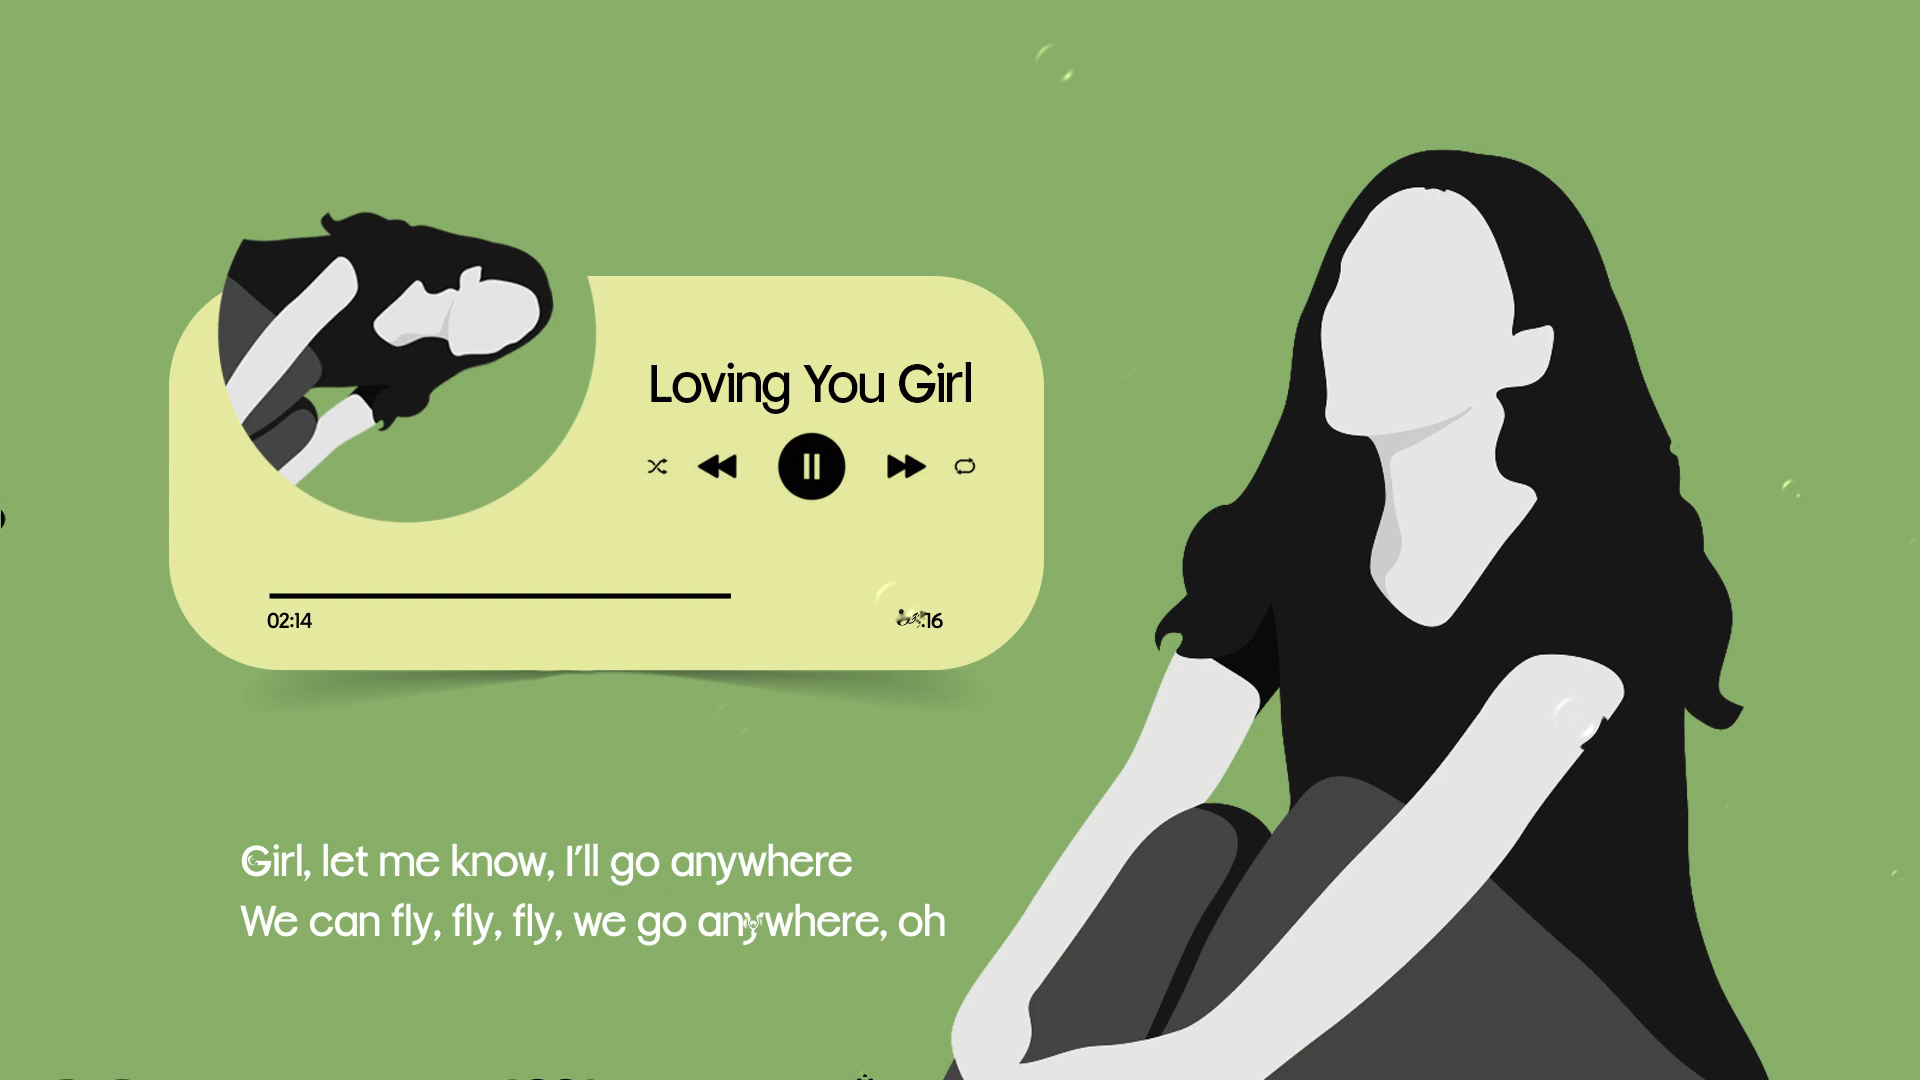 Loving You Girl
02:14
:16
Girl, let me know, I'll go anywhere
We can fly, fly, fly, we go anywhere, oh